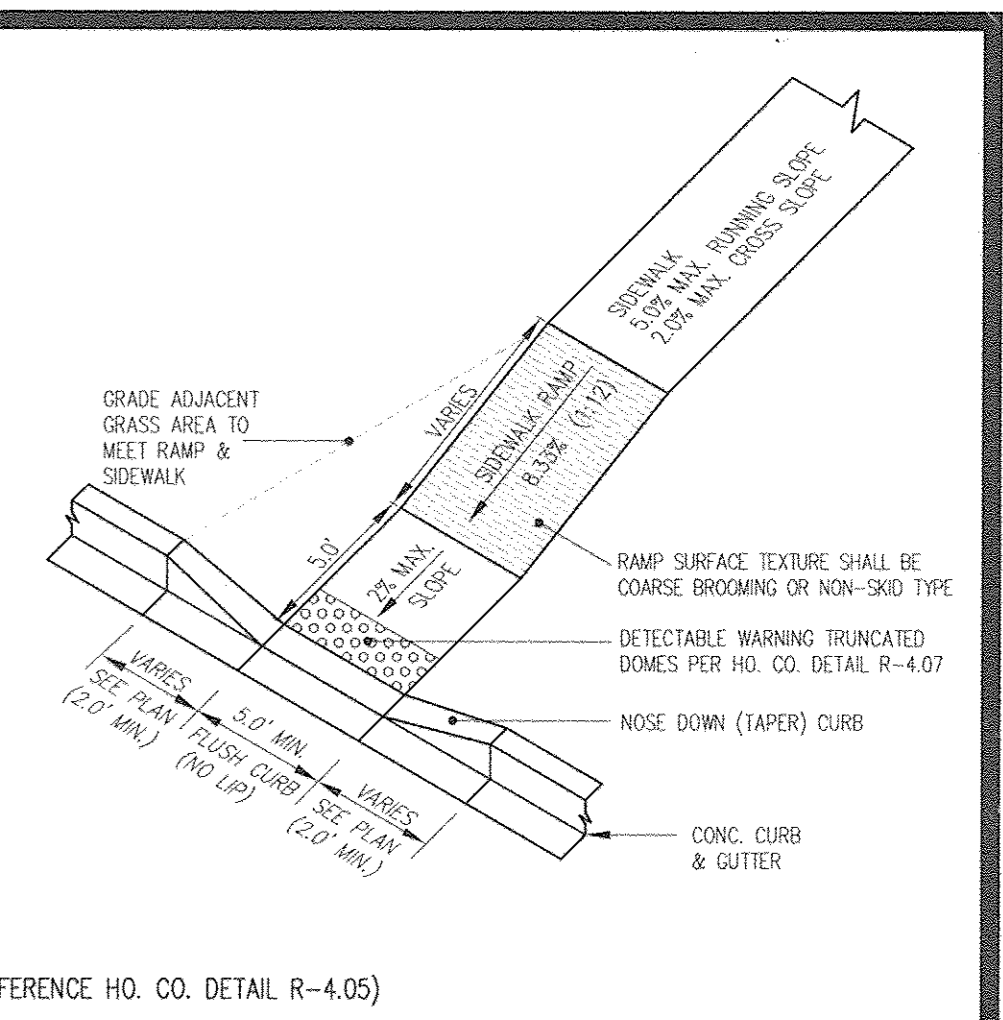 SIDEWALK
5.0% MAX. RUNNING SLOPE
2.0% MAX. CROSS SLOPE
GRADE ADJACENT
GRASS AREA TO
MEET RAMP &
SIDEWALK
VARIES
SIDEWALK RAMP
8.33% (1:12)
5.0'
2% MAX.
SLOPE
RAMP SURFACE TEXTURE SHALL BE
COARSE BROOMING OR NON-SKID TYPE
DETECTABLE WARNING TRUNCATED
DOMES PER HO. CO. DETAIL R-4.07
NOSE DOWN (TAPER) CURB
VARIES
SEE PLAN
(2.0' MIN.)
5.0' MIN.
FLUSH CURB
(NO LIP)
VARIES
SEE PLAN
(2.0' MIN.)
CONC. CURB
& GUTTER
FERENCE HO. CO. DETAIL R-4.05)